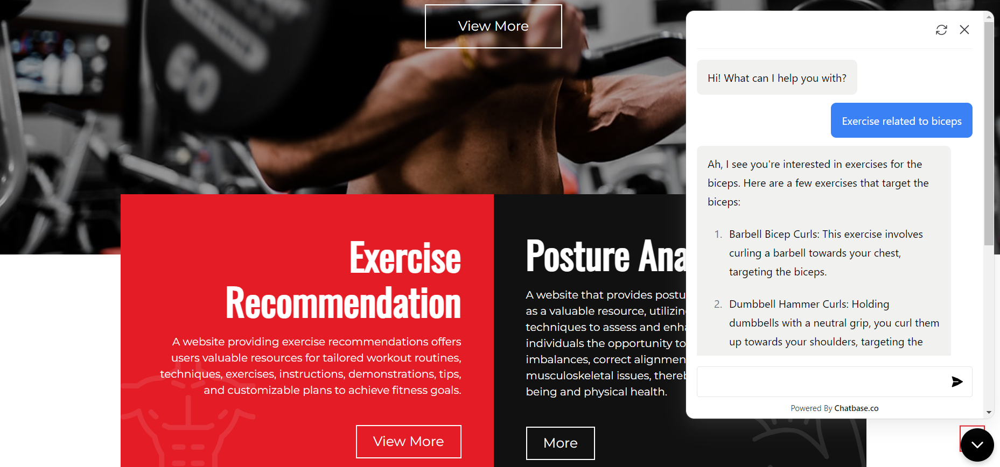 View More
60
Exercise
Recommendation
A website providing exercise recommendations offers
users valuable resources for tailored workout routines,
techniques, exercises, instructions, demonstrations, tips,
and customizable plans to achieve fitness goals.
View More
Posture Ana
A website that provides postu
as a valuable resource, utilizin
techniques to assess and enha
individuals the opportunity to
imbalances, correct alignmen
musculoskeletal issues, thereb
being and physical health.
More
Hi! What can I help you with?
Exercise related to biceps
Ah, I see you're interested in exercises for the
biceps. Here are a few exercises that target the
biceps:
1. Barbell Bicep Curls: This exercise involves
curling a barbell towards your chest,
targeting the biceps.
2. Dumbbell Hammer Curls: Holding
dumbbells with a neutral grip, you curl them
up towards your shoulders, targeting the
Powered By Chatbase.co